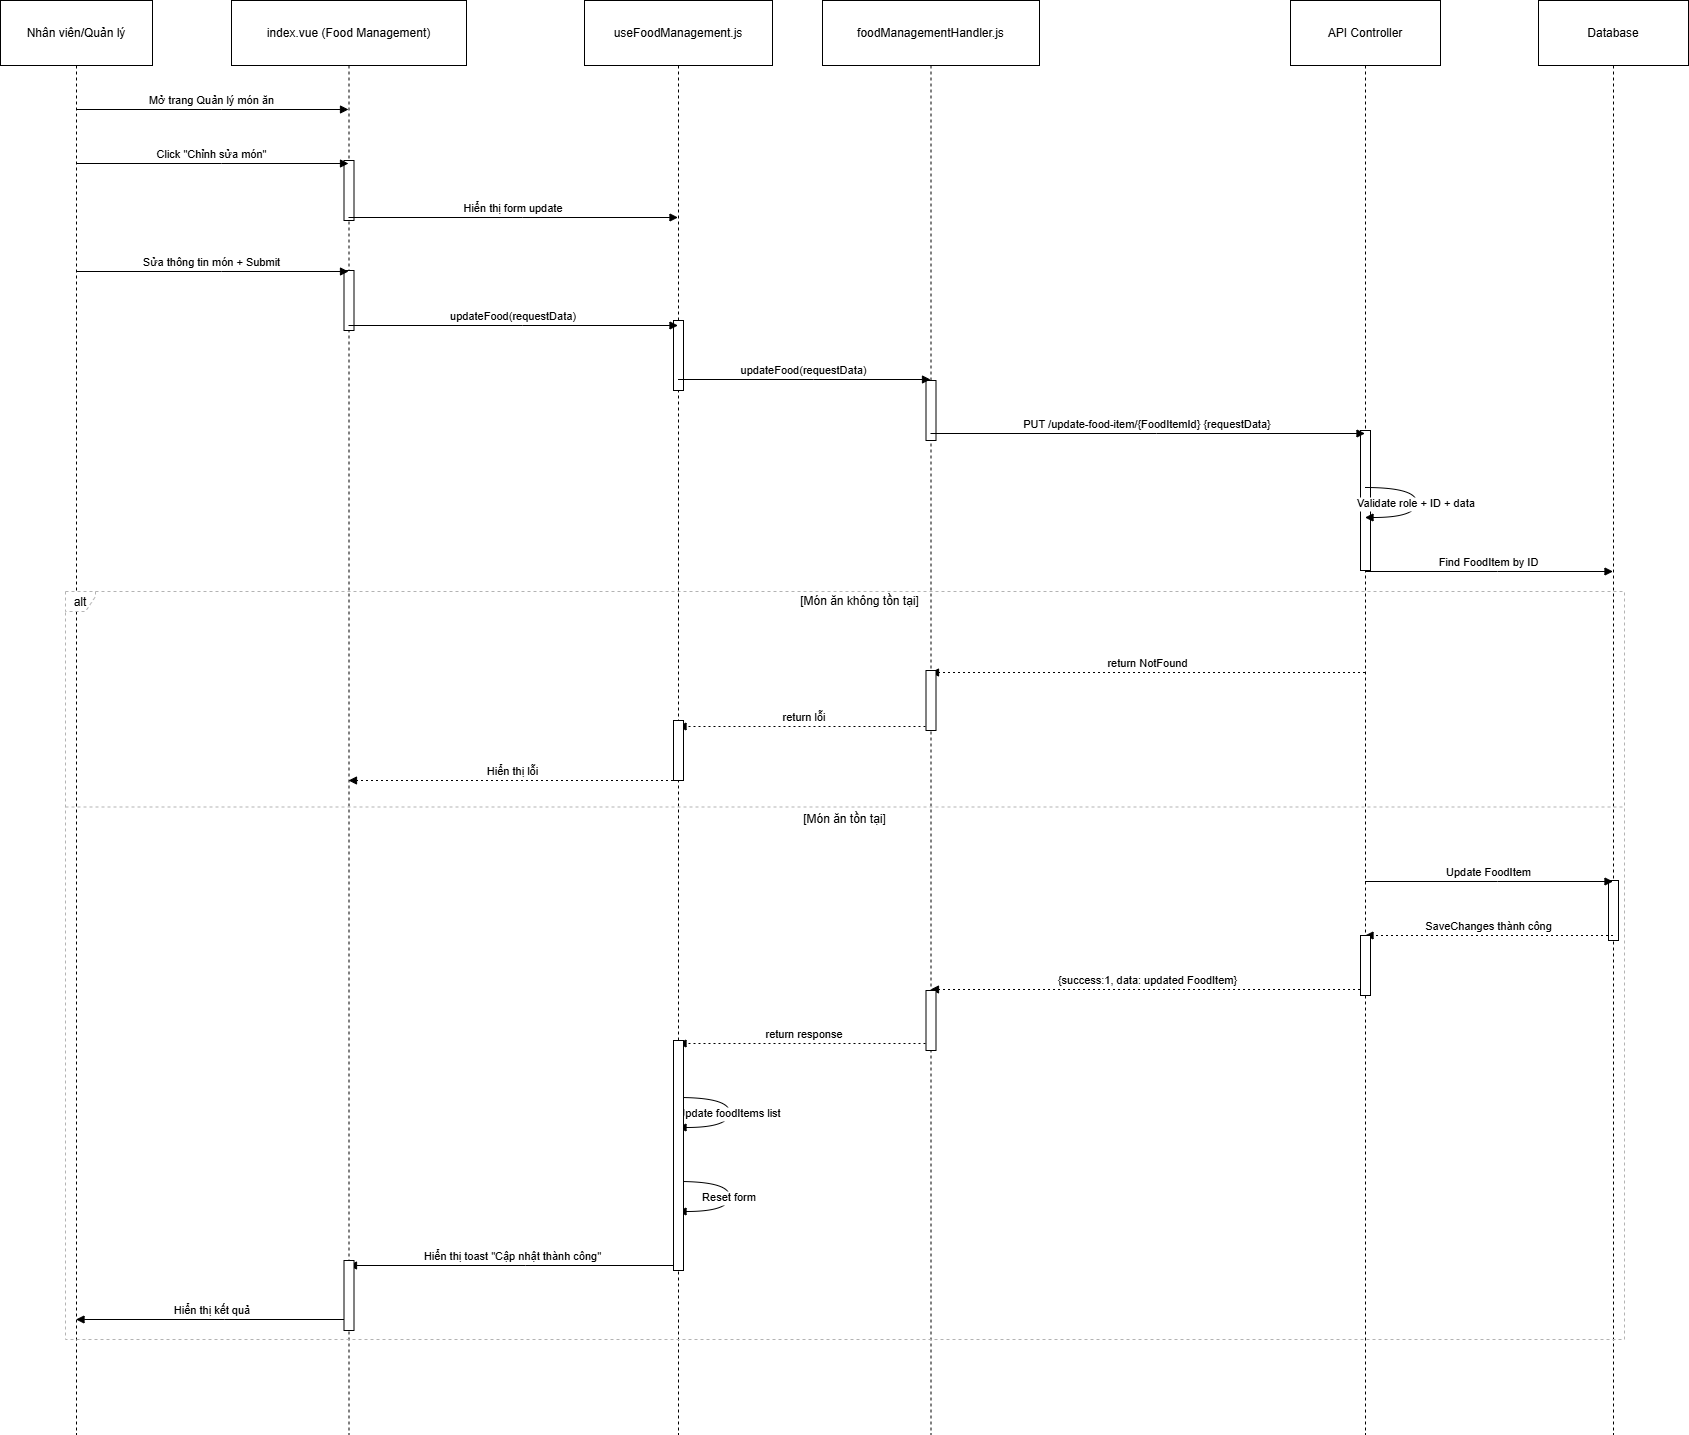 Nhân viên/Quản lý
index.vue (Food Management)
useFoodManagement.js
foodManagementHandler.js
API Controller
Database
Mở trang Quản lý món ăn
Click "Chỉnh sửa món"
Hiển thị form update
Sửa thông tin món + Submit
updateFood(requestData)
updateFood(requestData)
PUT /update-food-item/{FoodItemId} {requestData}
Validate role + ID + data
Find FoodItem by ID
alt
[Món ăn không tồn tại]
return NotFound
return lỗi
Hiển thị lỗi
[Món ăn tồn tại]
Update FoodItem
SaveChanges thành công
{success:1, data: updated FoodItem}
return response
Update foodItems list
Reset form
Hiển thị toast "Cập nhật thành công"
Hiển thị kết quả